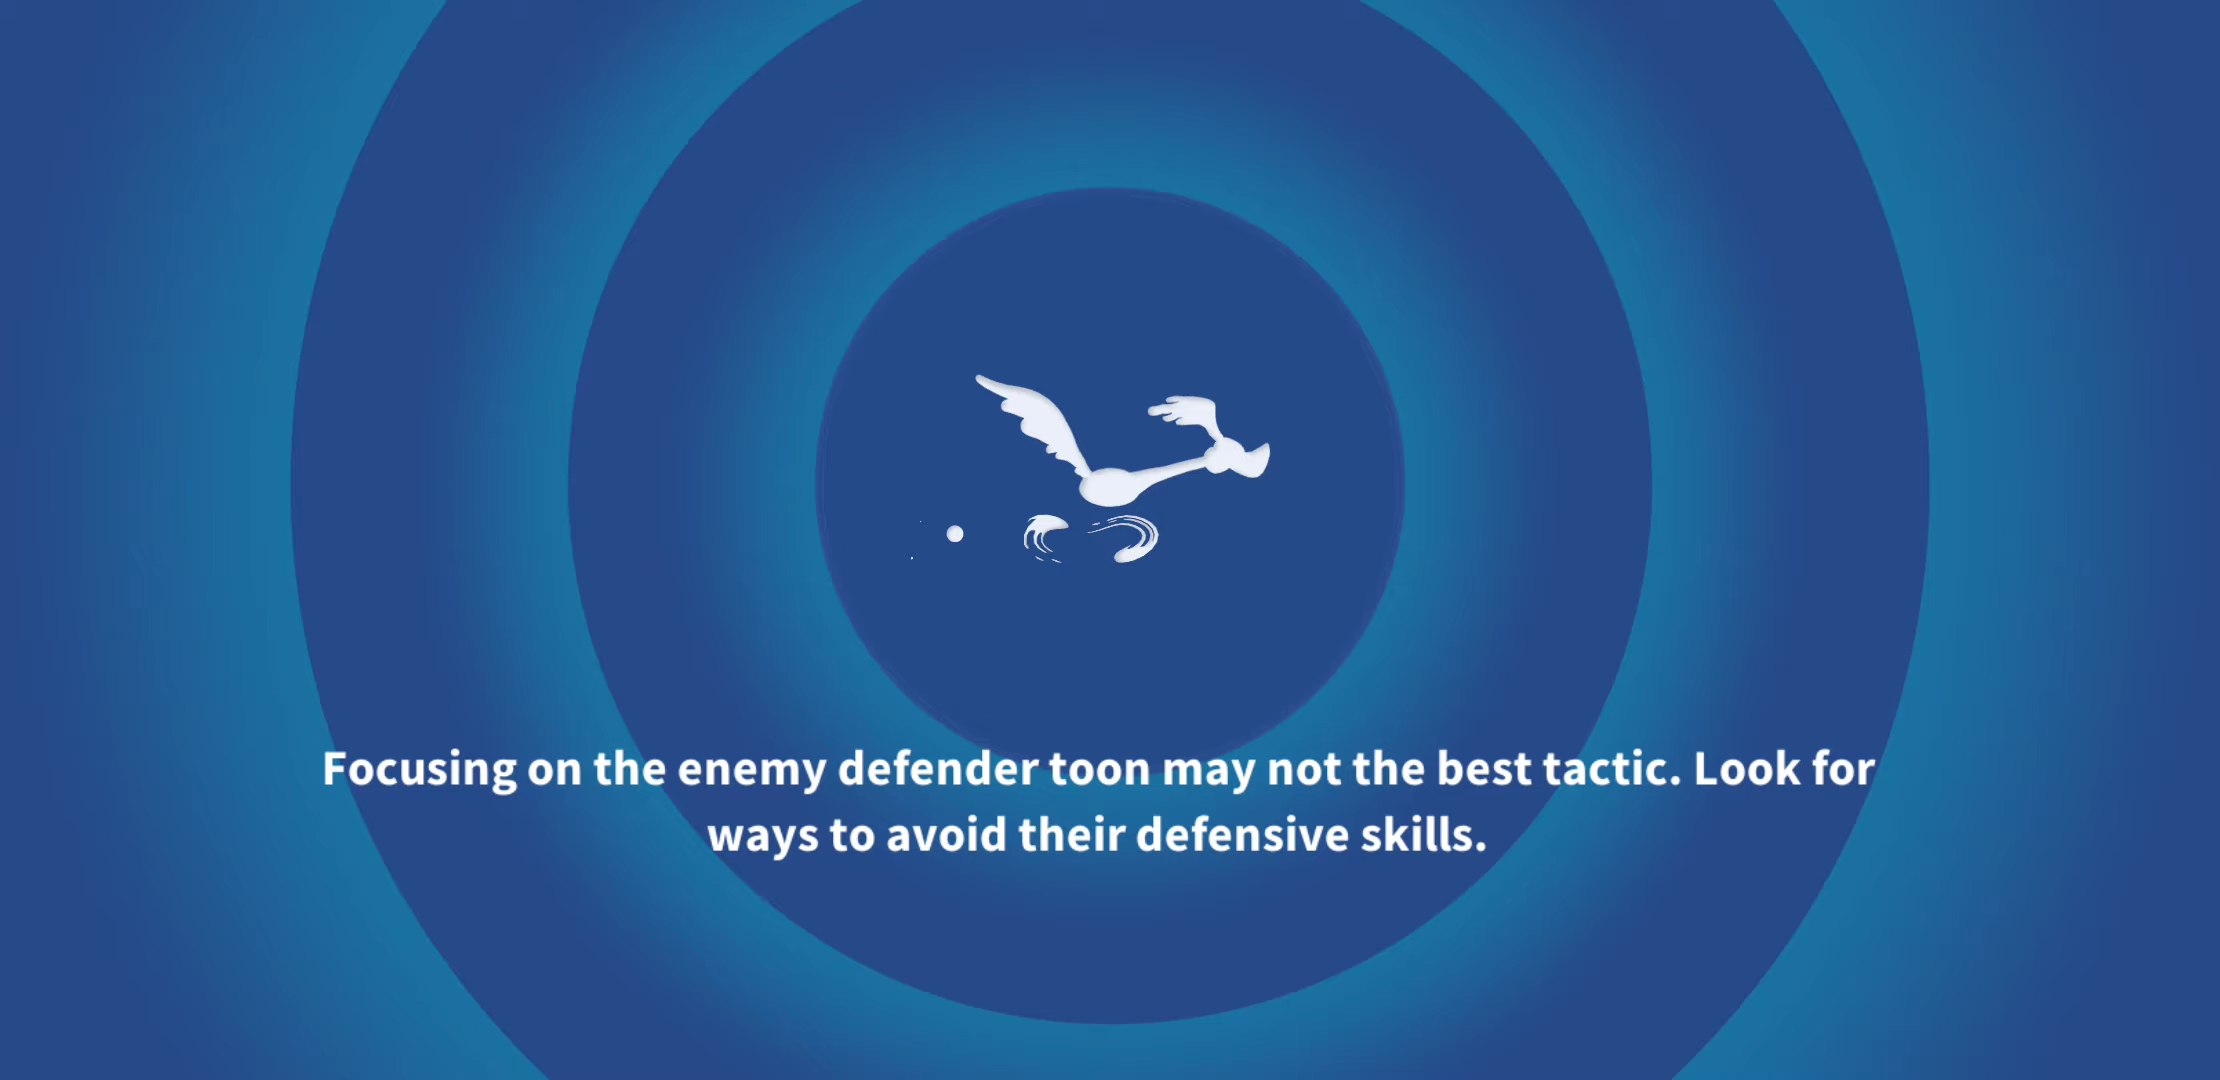 Focusing on the enemy defender toon may not the best tactic. Look for
ways to avoid their defensive skills.